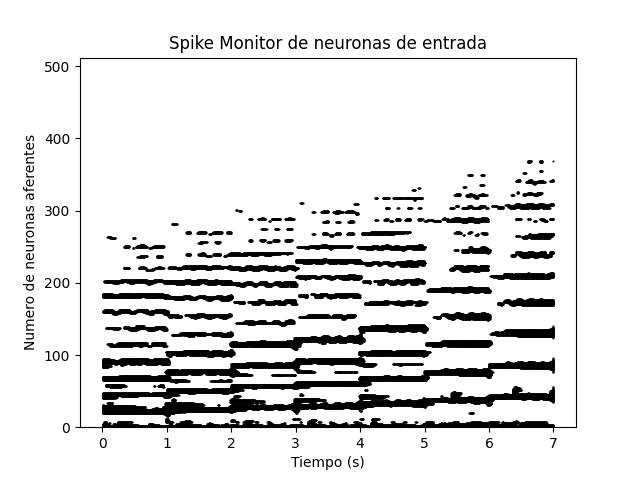 Spike Monitor de neuronas de entrada
500
400
300
200
100
0
Numero de neuronas aferentes
0 1 2 3 4 5 6 7
Tiempo (s)